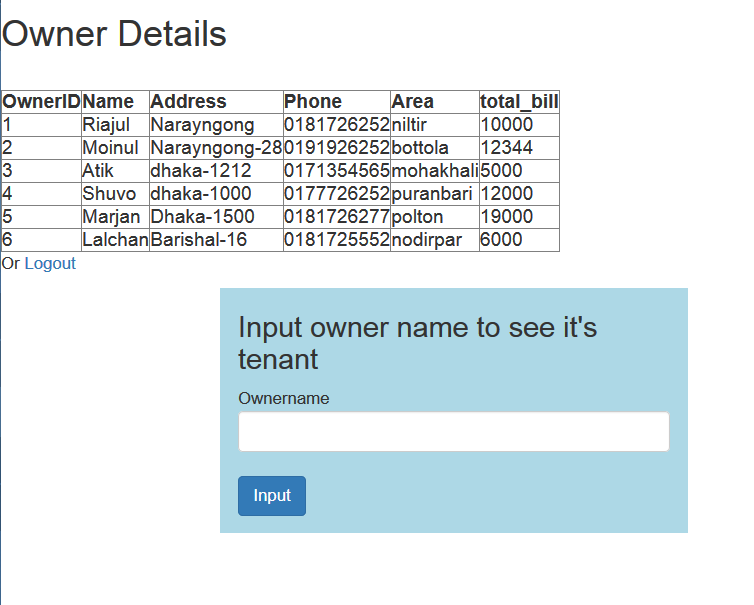 Owner Details
OwnerID Name Address Phone Area total_bill
1 Riajul Narayngong 0181726252 niltir 10000
2 Moinul Narayngong-28 0191926252 bottola 12344
3 Atik dhaka-1212 0171354565 mohakhali 5000
4 Shuvo dhaka-1000 0177726252 puranbari 12000
5 Marjan Dhaka-1500 0181726277 polton 19000
6 Lalchan Barishal-16 0181725552 nodirpar 6000
Or Logout
Input owner name to see it's
tenant
Ownername
Input